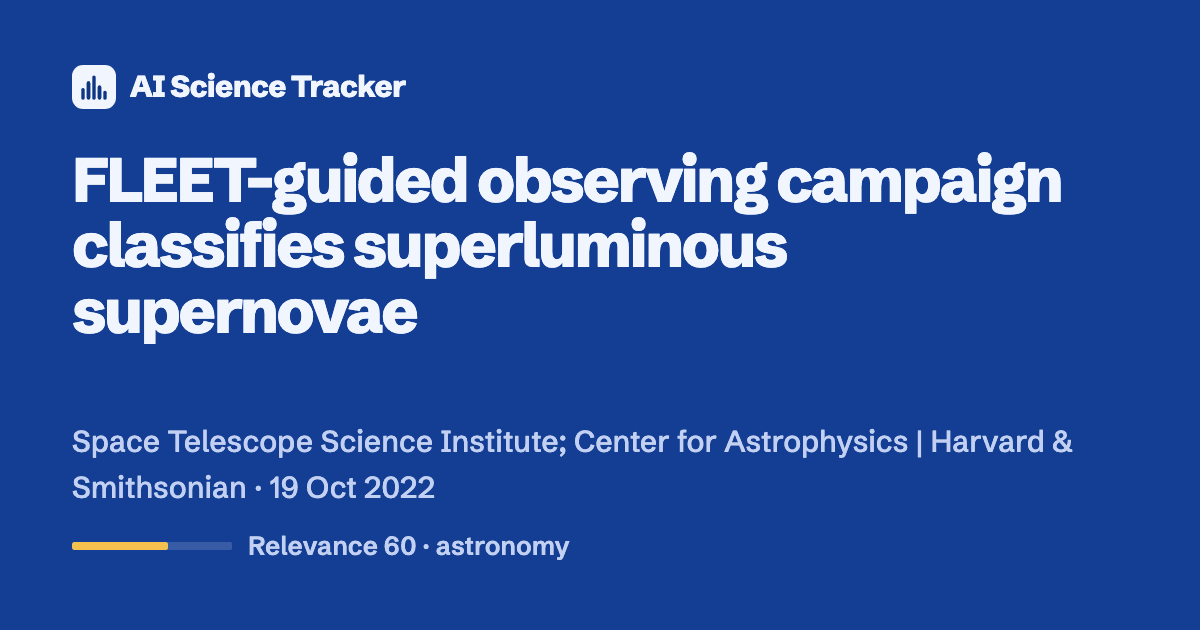 AI Science Tracker
FLEET-guided observing campaign
classifies superluminous
supernovae
Space Telescope Science Institute; Center for Astrophysics | Harvard &
Smithsonian · 19 Oct 2022
Relevance 60 · astronomy